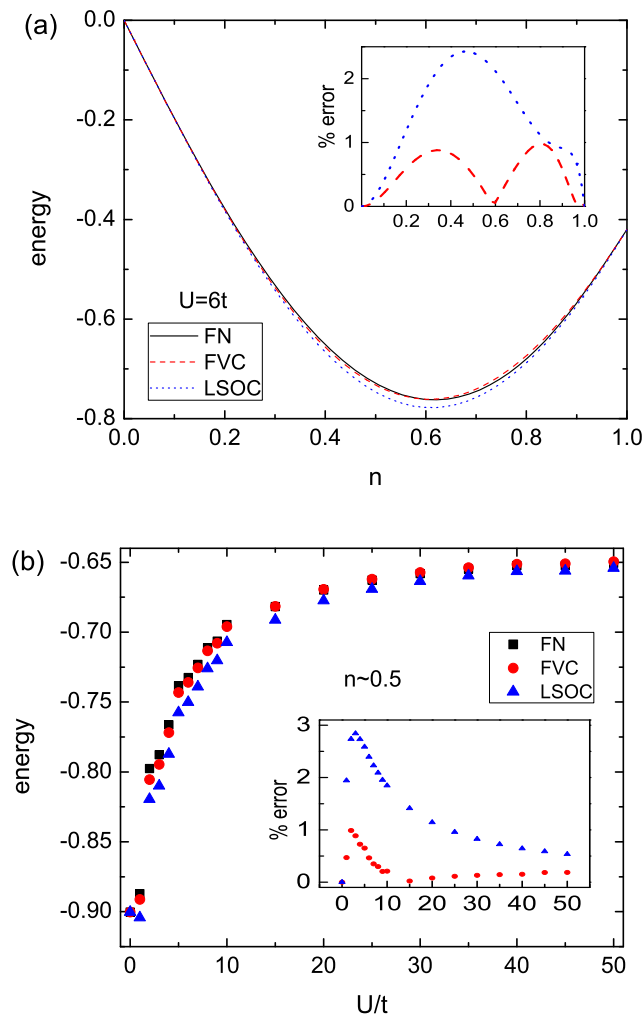 (a)
0.0
-0.2
-0.4
-0.6
-0.8
energy
0.0 0.2 0.4 0.6 0.8 1.0
n
U=6t
FN
FVC
LSOC
% error
2
1
0
0.2 0.4 0.6 0.8 1.0
(b)
-0.65
-0.70
-0.75
-0.80
-0.85
-0.90
energy
0 10 20 30 40 50
U/t
FN
FVC
LSOC
n~0.5
% error
3
2
1
0
0 10 20 30 40 50